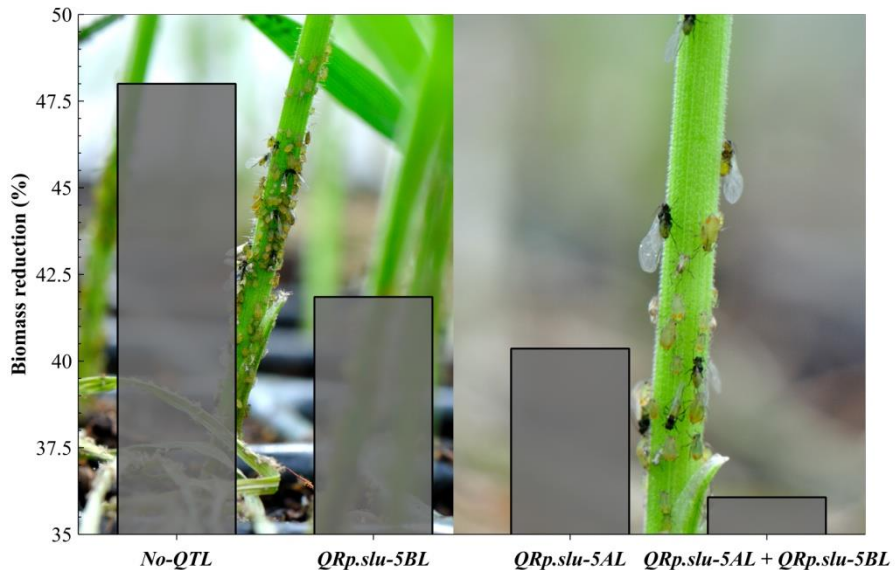 50
47.5
45
42.5
40
37.5
35
Biomass reduction (%)
No-QTL
QRp.slu-5BL
QRp.slu-5AL
QRp.slu-5AL + QRp.slu-5BL